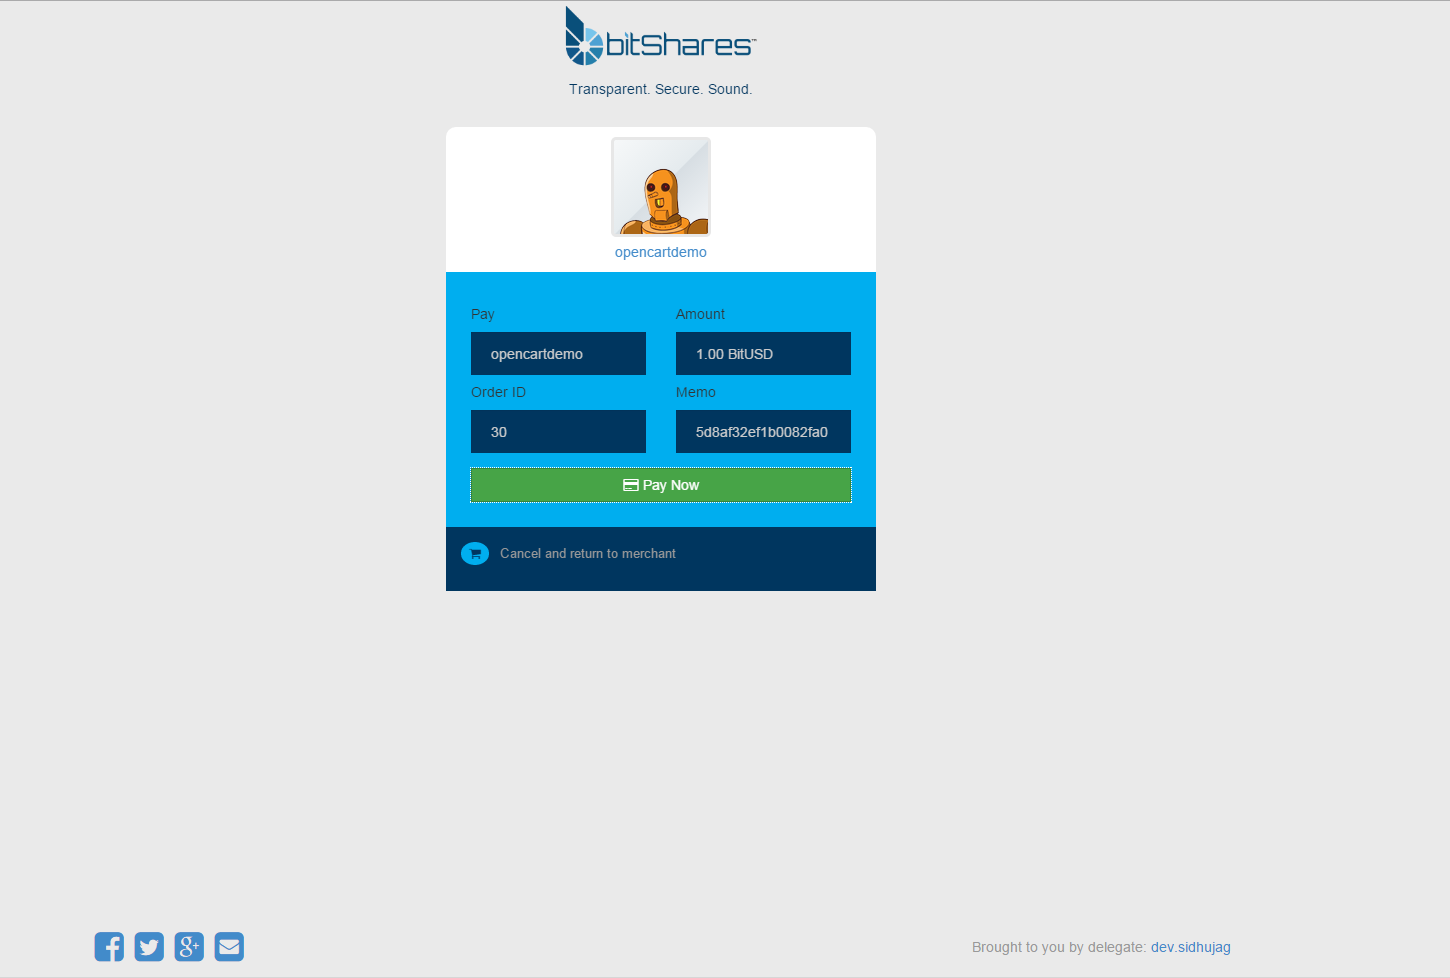 bitShares™
Transparent. Secure. Sound.
opencartdemo
Pay
Amount
opencartdemo
1.00 BitUSD
Order ID
Memo
30
5d8af32ef1b0082fa0
Pay Now
Cancel and return to merchant
Brought to you by delegate: dev.sidhujag